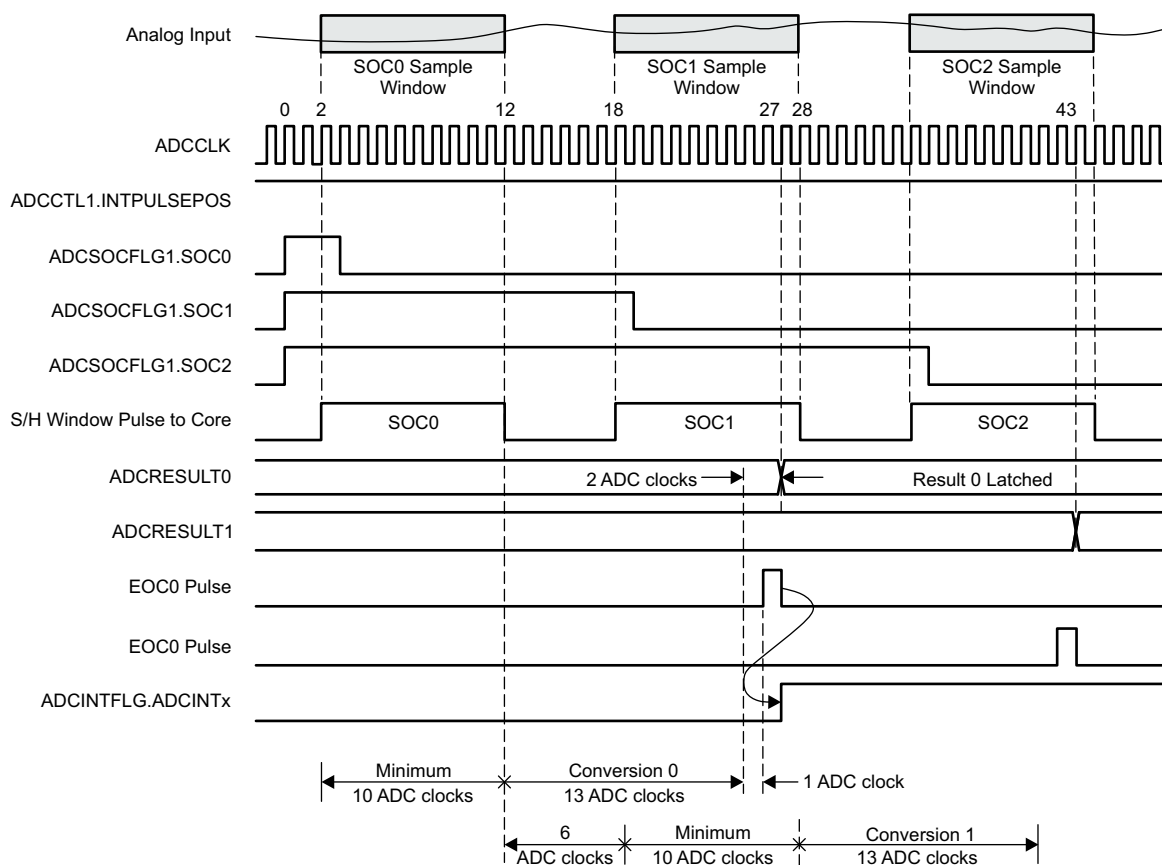 Analog Input
SOC0 Sample
Window
SOC1 Sample
Window
SOC2 Sample
Window
0 2 12 18 27 28 43
ADCCLK
ADCCTL1.INTPULSEPOS
ADCSOCFLG1.SOC0
ADCSOCFLG1.SOC1
ADCSOCFLG1.SOC2
S/H Window Pulse to Core
SOC0
SOC1
SOC2
ADCRESULT0
2 ADC clocks
Result 0 Latched
ADCRESULT1
EOC0 Pulse
EOC0 Pulse
ADCINTFLG.ADCINTx
Minimum
10 ADC clocks
Conversion 0
13 ADC clocks
1 ADC clock
6
ADC clocks
Minimum
10 ADC clocks
Conversion 1
13 ADC clocks